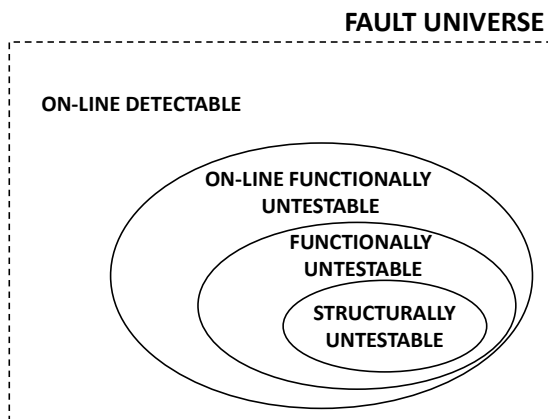 FAULT UNIVERSE
ON-LINE DETECTABLE
ON-LINE FUNCTIONALLY
UNTESTABLE
FUNCTIONALLY
UNTESTABLE
STRUCTURALLY
UNTESTABLE